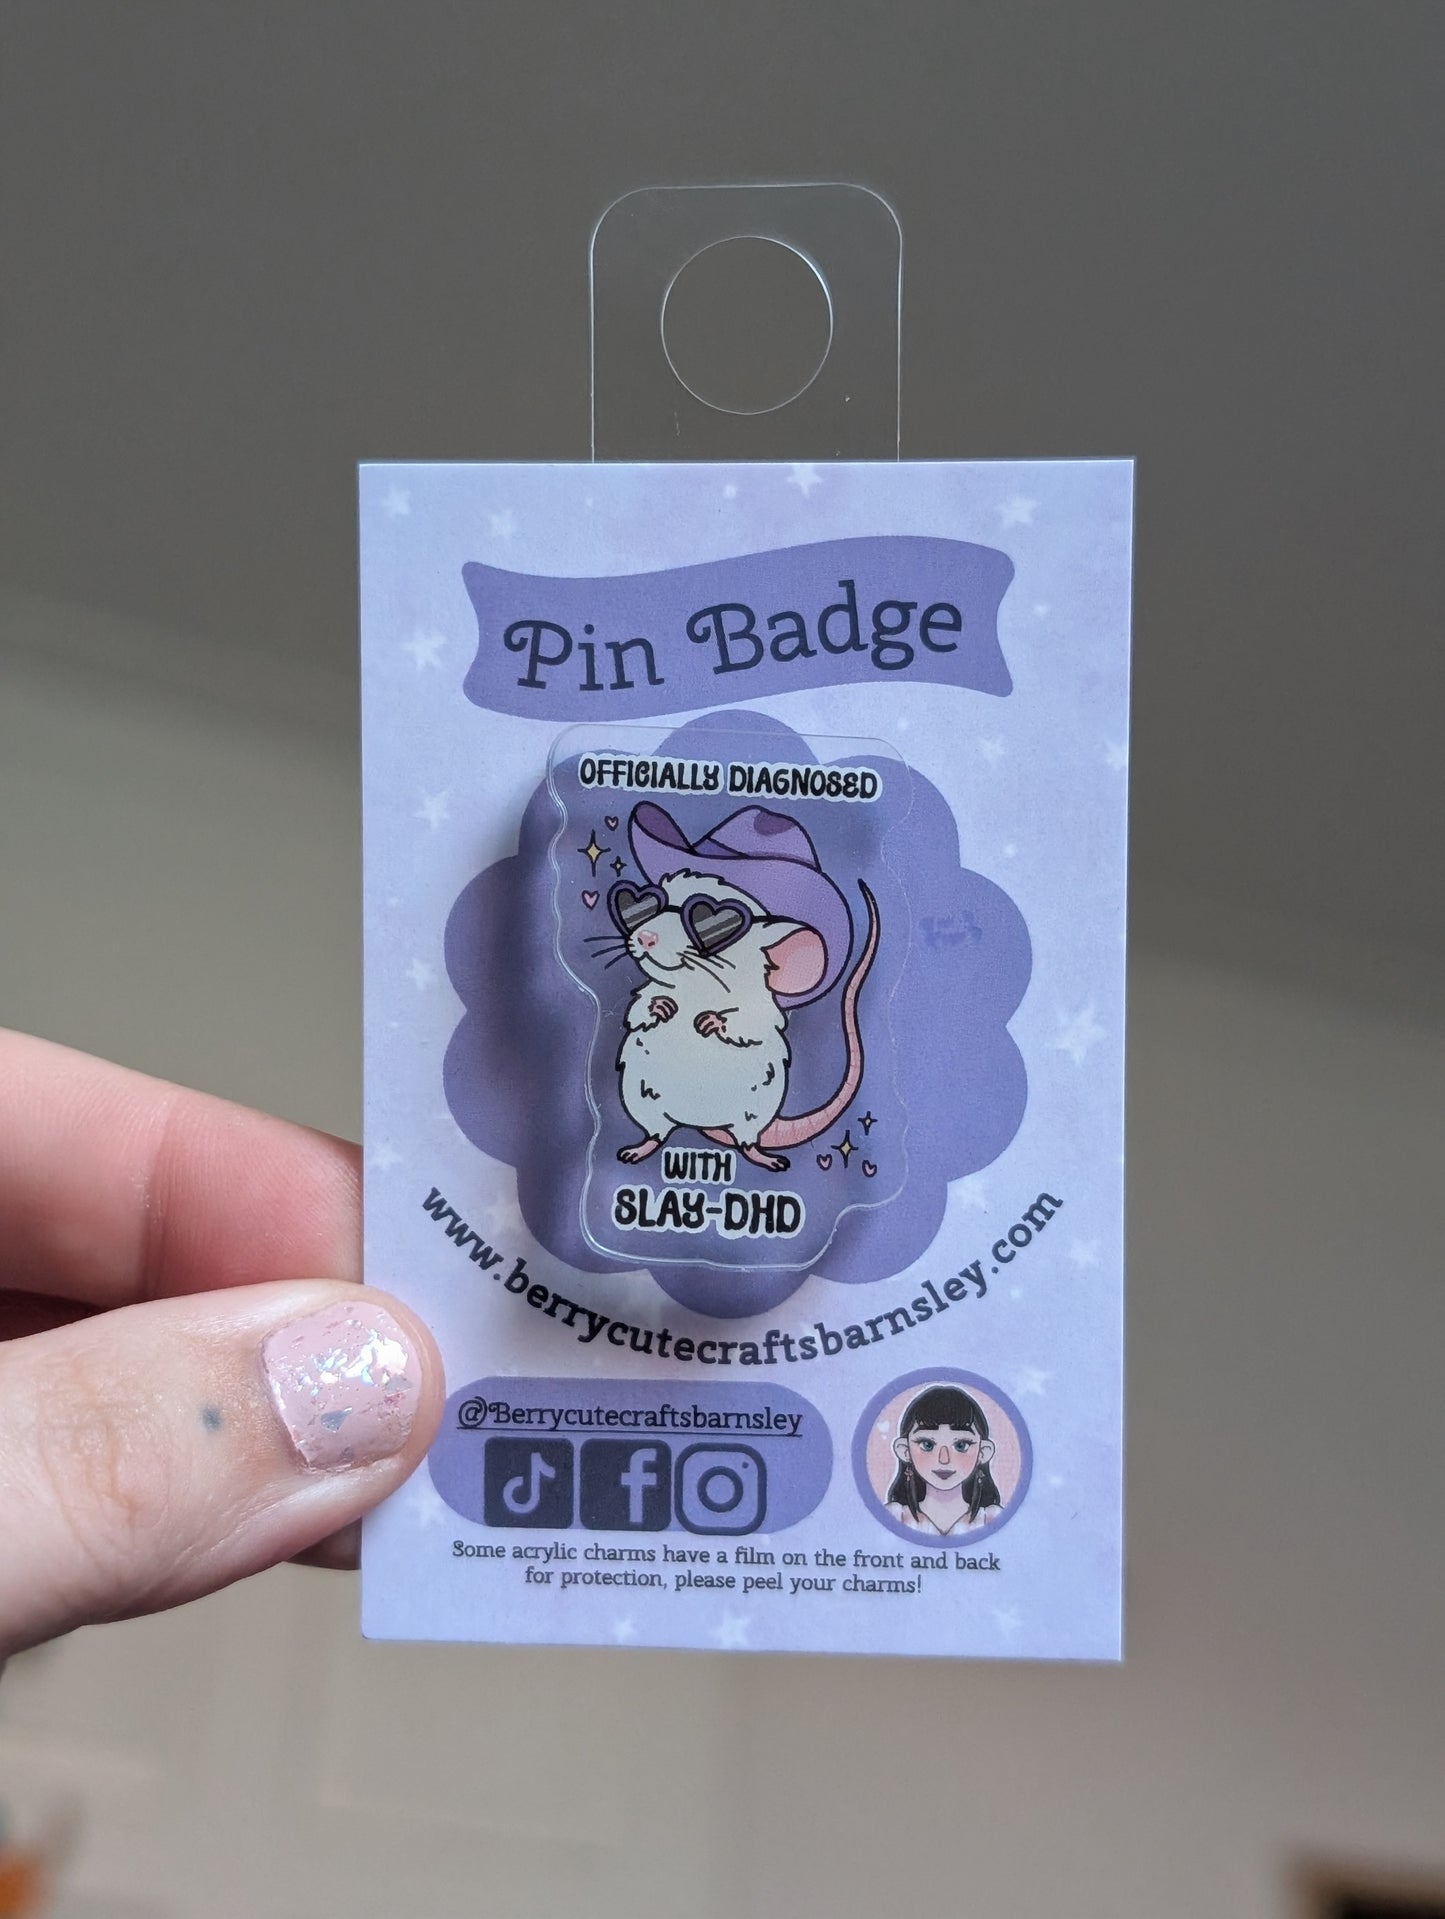 Pin Badge
OFFICIALLY DIAGNOSED
WITH
SLAY-DHD
www.berrycutecraftsbarnsley.com
@Berrycutecraftsbarnsley
Some acrylic charms have a film on the front and back
for protection, please peel your charms!